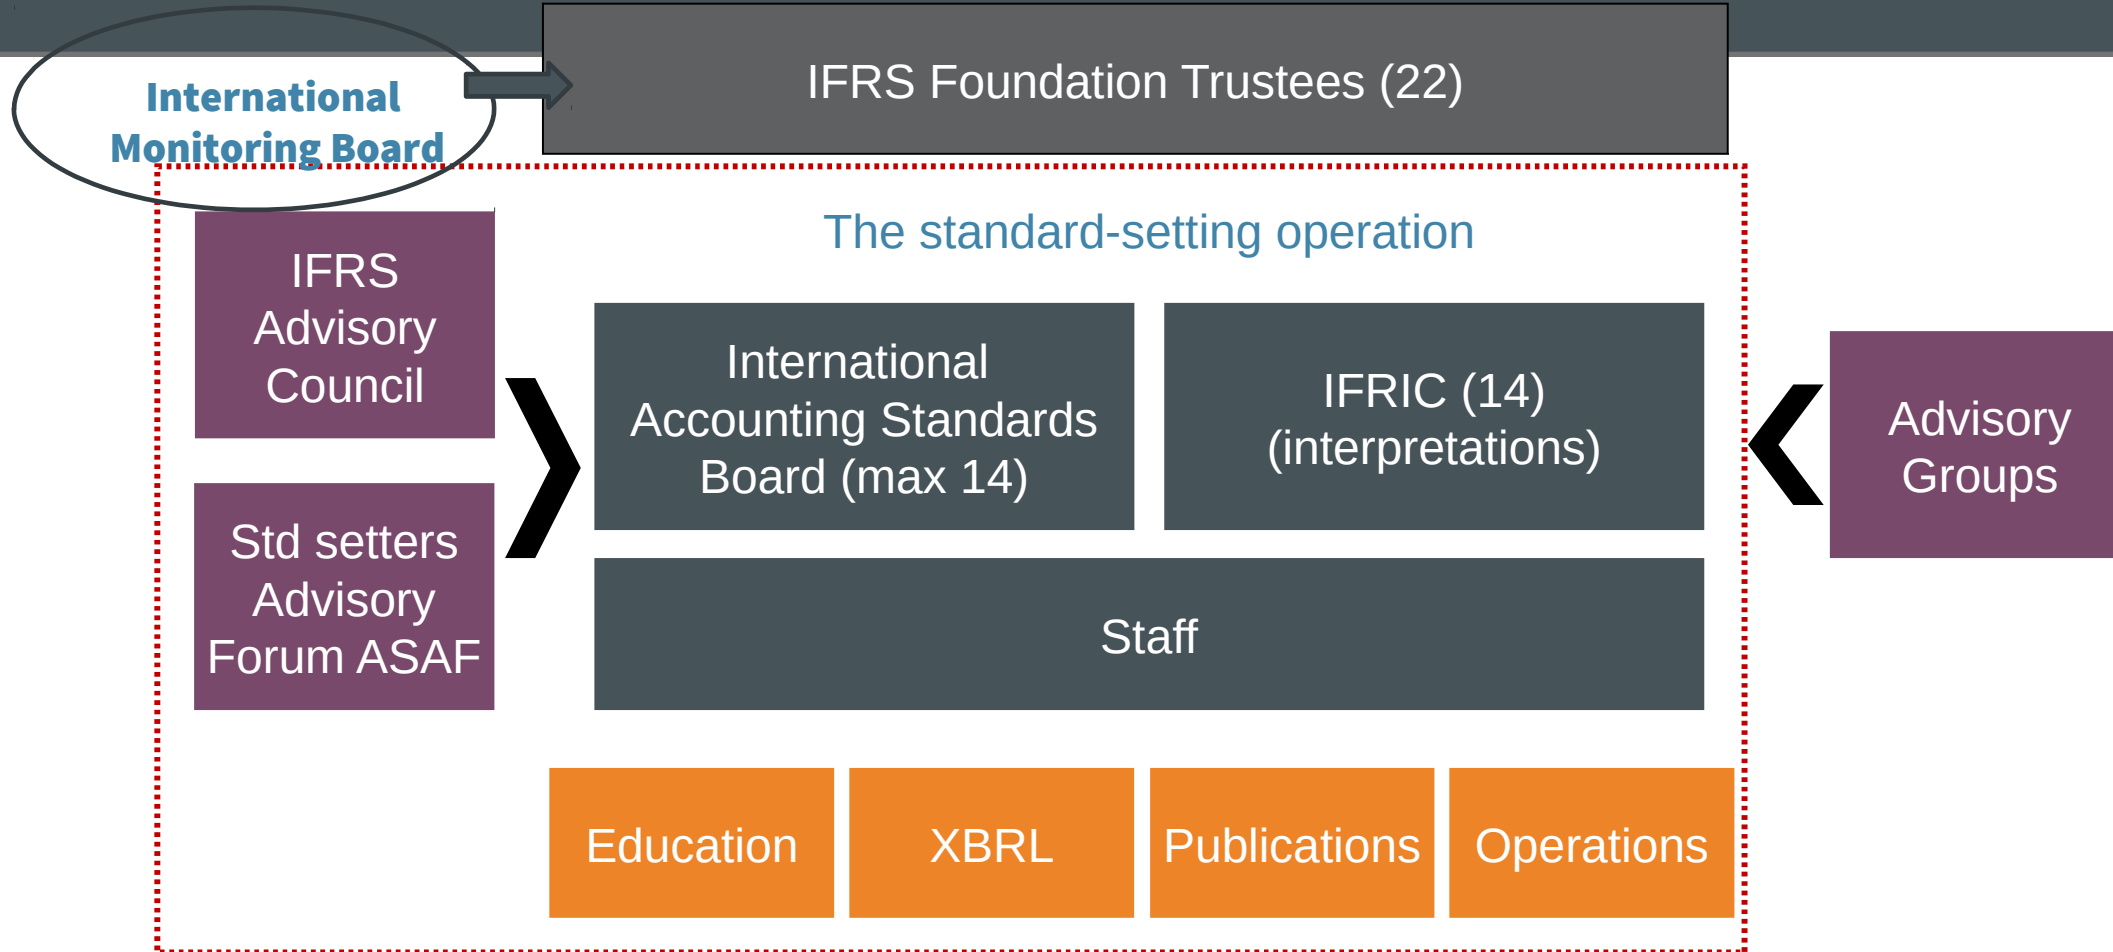 International
Monitoring Board
IFRS Foundation Trustees (22)
The standard-setting operation
IFRS
Advisory
Council
Std setters
Advisory
Forum ASAF
International
Accounting Standards
Board (max 14)
IFRIC (14)
(interpretations)
Advisory
Groups
Staff
Education
XBRL
Publications
Operations